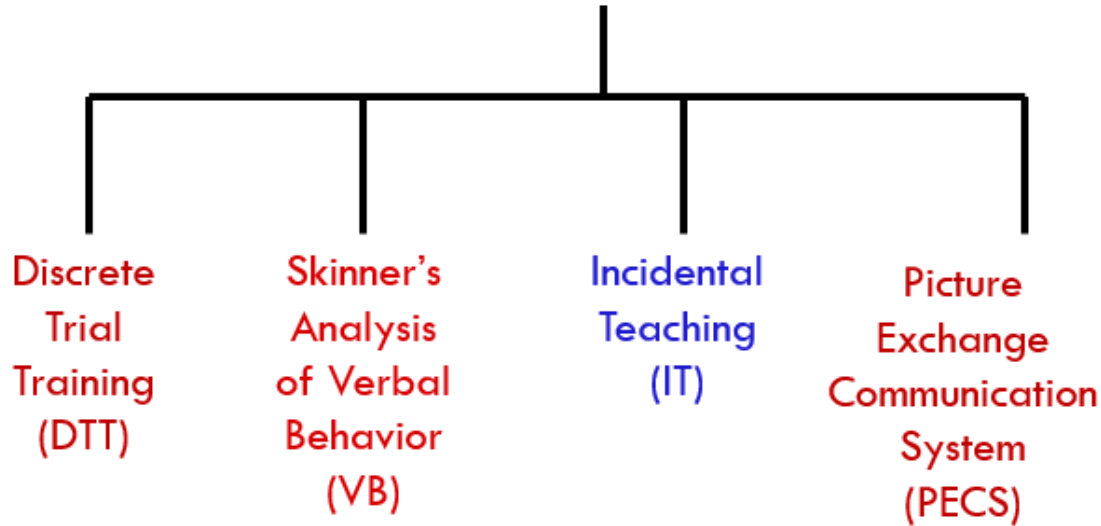 Discrete
Trial
Training
(DTT)
Skinner's
Analysis
of Verbal
Behavior
(VB)
Incidental
Teaching
(IT)
Picture
Exchange
Communication
System
(PECS)